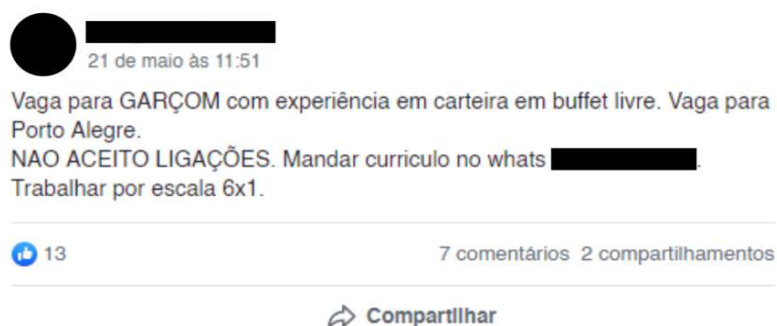 21 de maio às 11:51
Vaga para GARÇOM com experiência em carteira em buffet livre. Vaga para
Porto Alegre.
NAO ACEITO LIGAÇÕES. Mandar curriculo no whats .
Trabalhar por escala 6x1.
13
7 comentários 2 compartilhamentos
Compartilhar